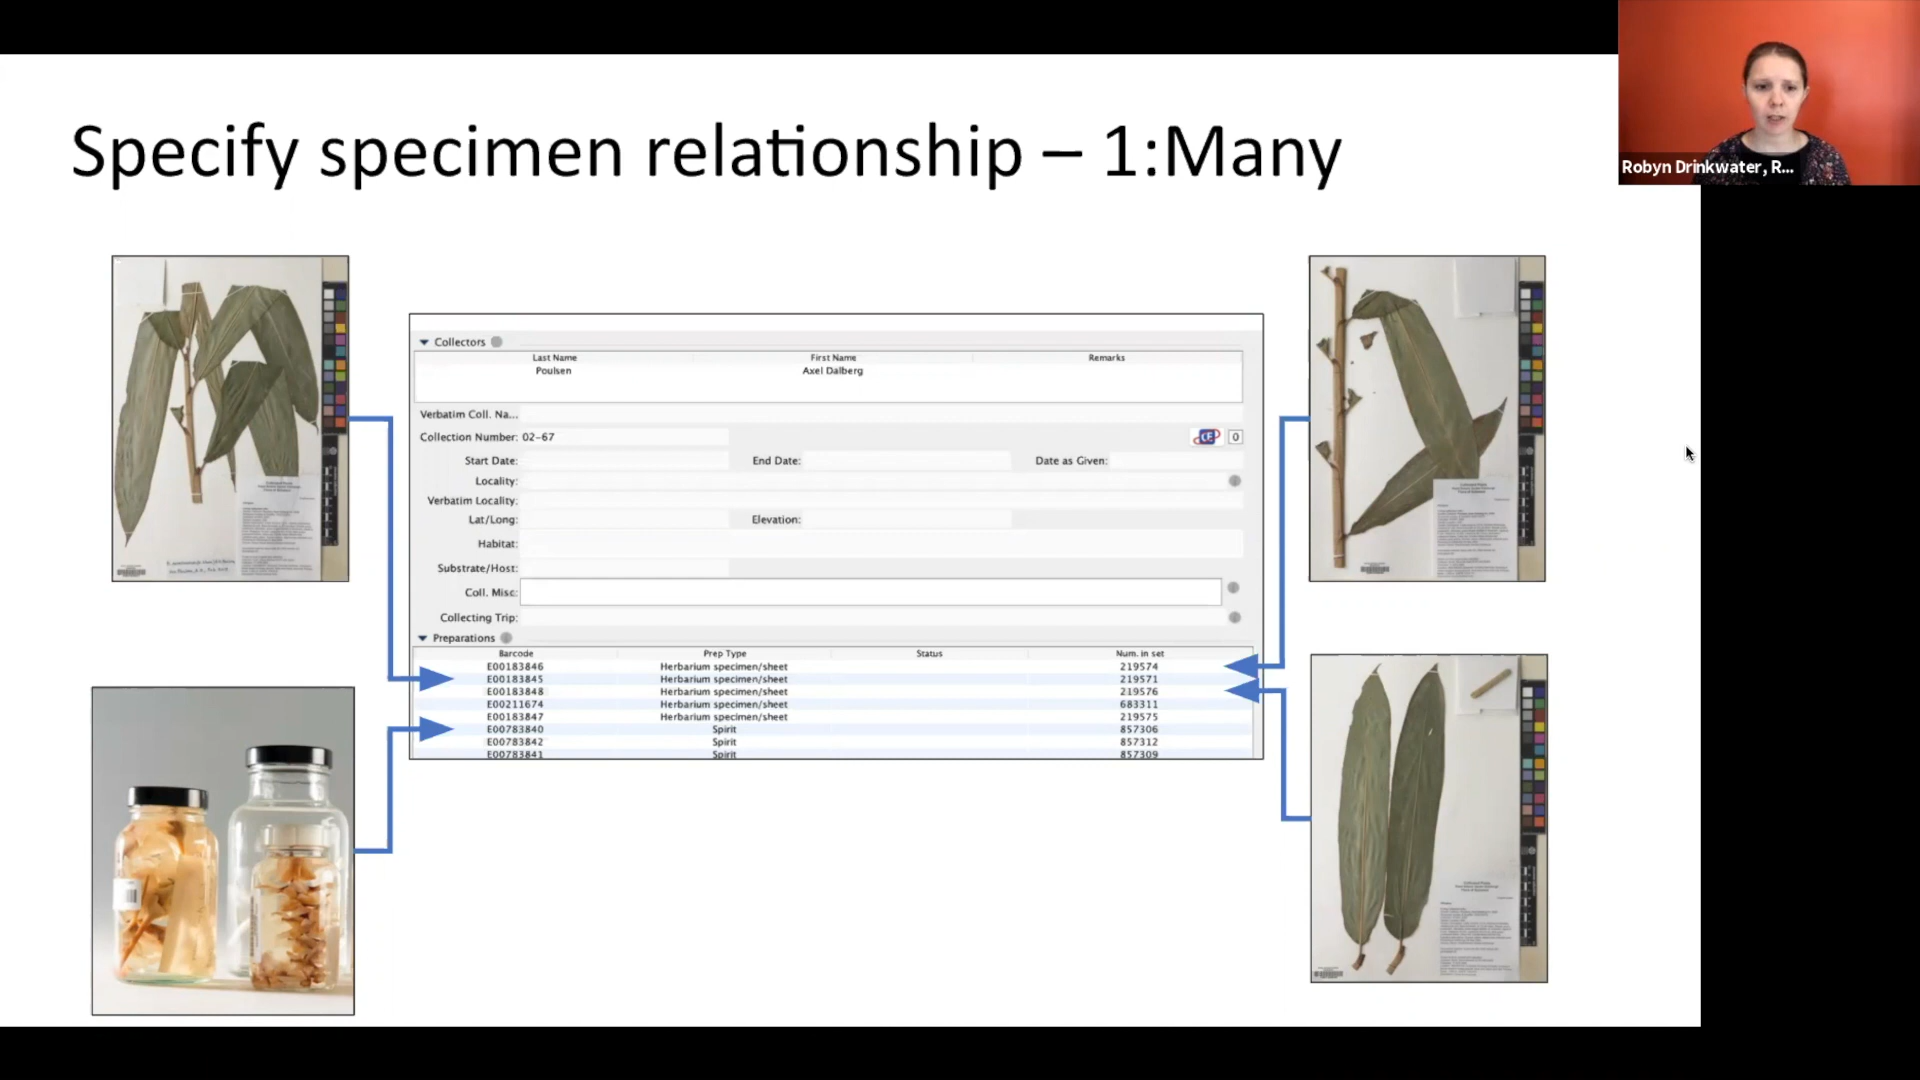 Specify specimen relationship – 1:Many
Robyn Drinkwater, R...
Collectors
Last Name First Name Remarks
Poulsen Axel Dalberg
Verbatim Coll. Na...
Collection Number: 02-67
CE 0
Start Date: End Date: Date as Given:
Locality:
Verbatim Locality:
Lat/Long: Elevation:
Habitat:
Substrate/Host:
Coll. Misc:
Collecting Trip:
Preparations
Barcode Prep Type Status Num. in set
E00183846 Herbarium specimen/sheet 219574
E00183845 Herbarium specimen/sheet 219571
E00183848 Herbarium specimen/sheet 219576
E00211674 Herbarium specimen/sheet 683311
E00183847 Herbarium specimen/sheet 219575
E00783840 Spirit 857306
E00783842 Spirit 857312
E00783841 Spirit 857309